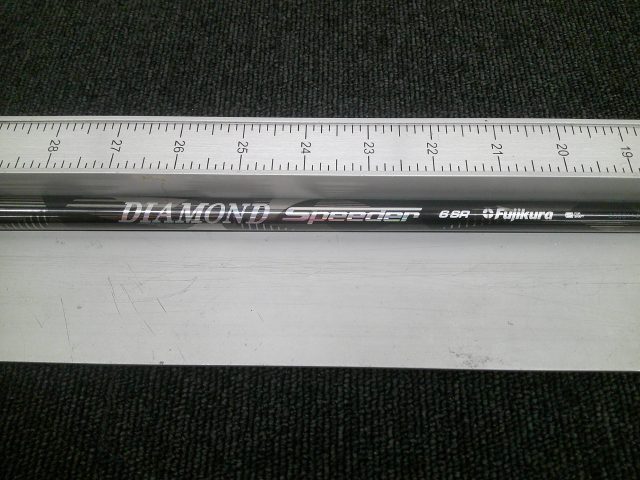 28 27 26 25 24 23 22 21 20 19
DIAMOND Speeder 6SR Fujikura